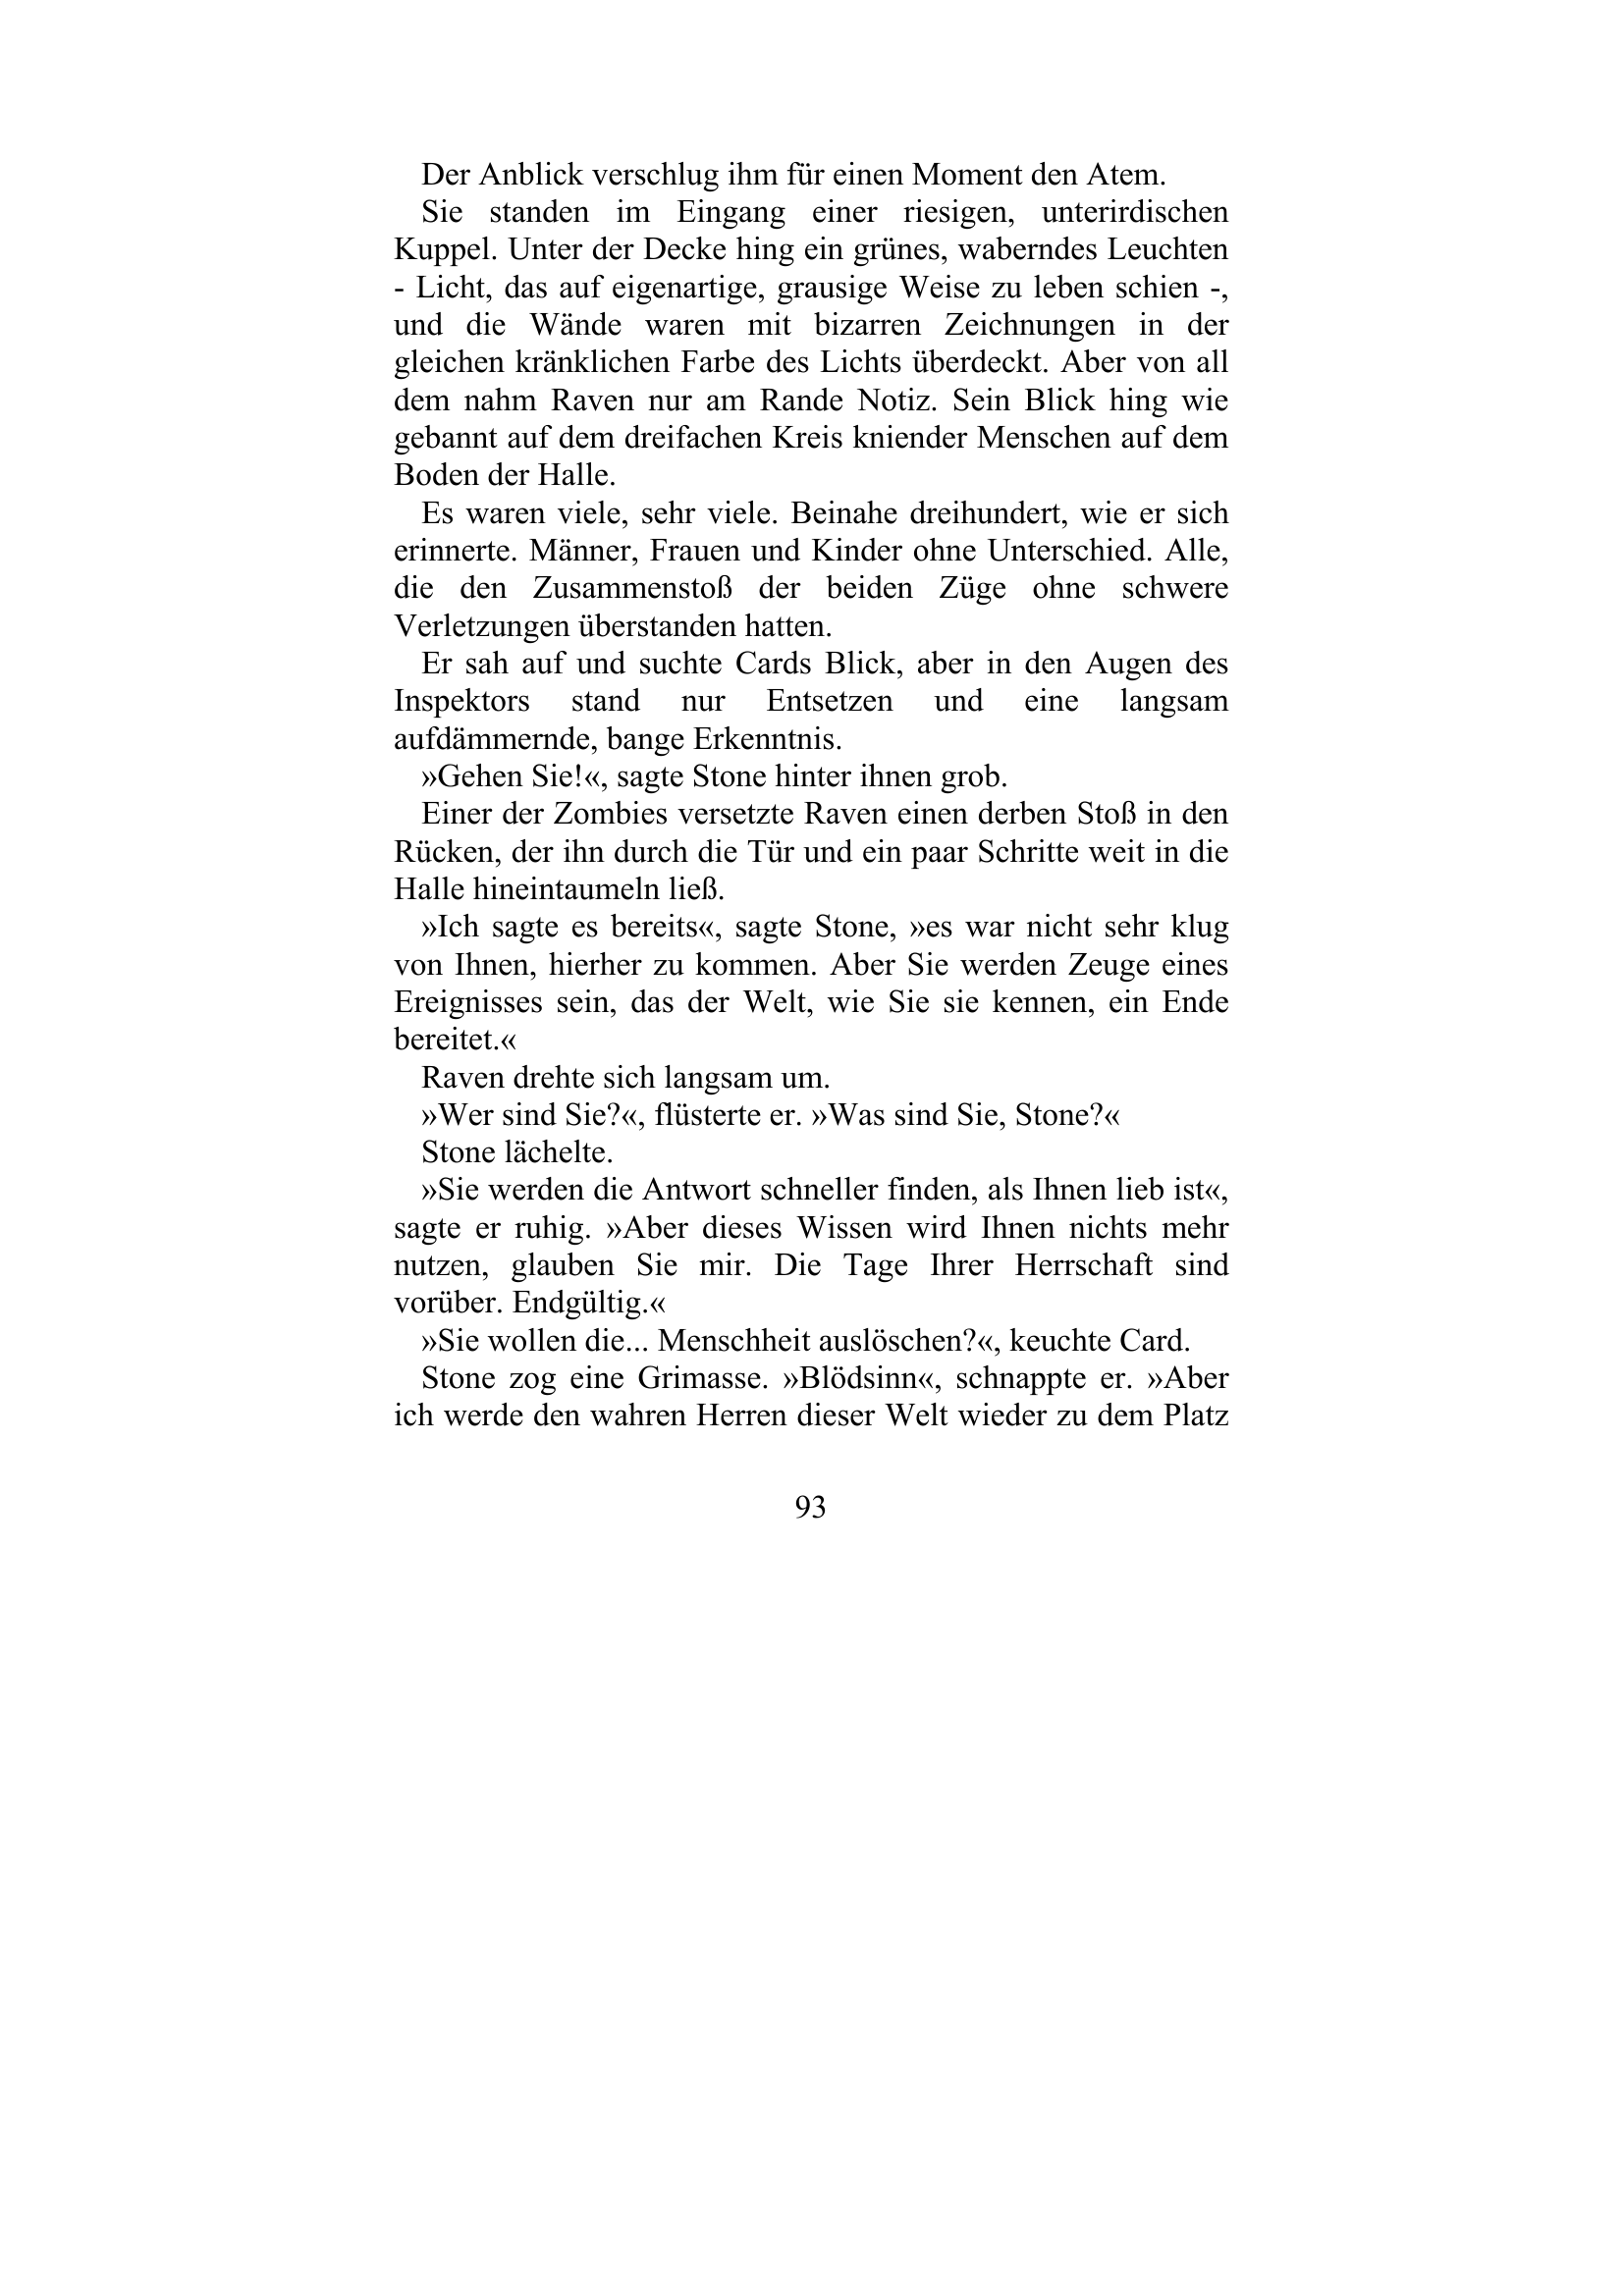 Der Anblick verschlug ihm für einen Moment den Atem.
Sie standen im Eingang einer riesigen, unterirdischen
Kuppel. Unter der Decke hing ein grünes, waberndes Leuchten
- Licht, das auf eigenartige, grausige Weise zu leben schien -,
und die Wände waren mit bizarren Zeichnungen in der
gleichen kränklichen Farbe des Lichts überdeckt. Aber von all
dem nahm Raven nur am Rande Notiz. Sein Blick hing wie
gebannt auf dem dreifachen Kreis kniender Menschen auf dem
Boden der Halle.
Es waren viele, sehr viele. Beinahe dreihundert, wie er sich
erinnerte. Männer, Frauen und Kinder ohne Unterschied. Alle,
die den Zusammenstoß der beiden Züge ohne schwere
Verletzungen überstanden hatten.
Er sah auf und suchte Cards Blick, aber in den Augen des
Inspektors stand nur Entsetzen und eine langsam
aufdämmernde, bange Erkenntnis.
»Gehen Sie!«, sagte Stone hinter ihnen grob.
Einer der Zombies versetzte Raven einen derben Stoß in den
Rücken, der ihn durch die Tür und ein paar Schritte weit in die
Halle hineintaumeln ließ.
»Ich sagte es bereits«, sagte Stone, »es war nicht sehr klug
von Ihnen, hierher zu kommen. Aber Sie werden Zeuge eines
Ereignisses sein, das der Welt, wie Sie sie kennen, ein Ende
bereitet.«
Raven drehte sich langsam um.
»Wer sind Sie?«, flüsterte er. »Was sind Sie, Stone?«
Stone lächelte.
»Sie werden die Antwort schneller finden, als Ihnen lieb ist«,
sagte er ruhig. »Aber dieses Wissen wird Ihnen nichts mehr
nutzen, glauben Sie mir. Die Tage Ihrer Herrschaft sind
vorüber. Endgültig.«
»Sie wollen die... Menschheit auslöschen?«, keuchte Card.
Stone zog eine Grimasse. »Blödsinn«, schnappte er. »Aber
ich werde den wahren Herren dieser Welt wieder zu dem Platz
93